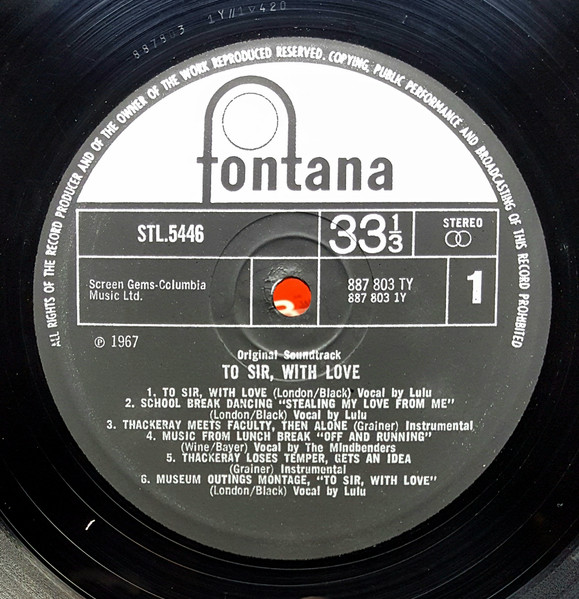 887803 1Y//1▽420
ALL RIGHTS OF THE RECORD PRODUCER AND OF THE OWNER OF THE WORK REPRODUCED RESERVED. COPYING, PUBLIC PERFORMANCE AND BROADCASTING OF THIS RECORD PROHIBITED
fontana
STL.5446
33⅓
STEREO
Screen Gems-Columbia
Music Ltd.
887 803 TY
887 803 1Y
1
℗ 1967
Original Soundtrack
TO SIR, WITH LOVE
1. TO SIR, WITH LOVE (London/Black) Vocal by Lulu
2. SCHOOL BREAK DANCING "STEALING MY LOVE FROM ME"
(London/Black) Vocal by Lulu
3. THACKERAY MEETS FACULTY, THEN ALONE (Grainer) Instrumental
4. MUSIC FROM LUNCH BREAK "OFF AND RUNNING"
(Wine/Bayer) Vocal by The Mindbenders
5. THACKERAY LOSES TEMPER, GETS AN IDEA
(Grainer) Instrumental
6. MUSEUM OUTINGS MONTAGE, "TO SIR, WITH LOVE"
(London/Black) Vocal by Lulu